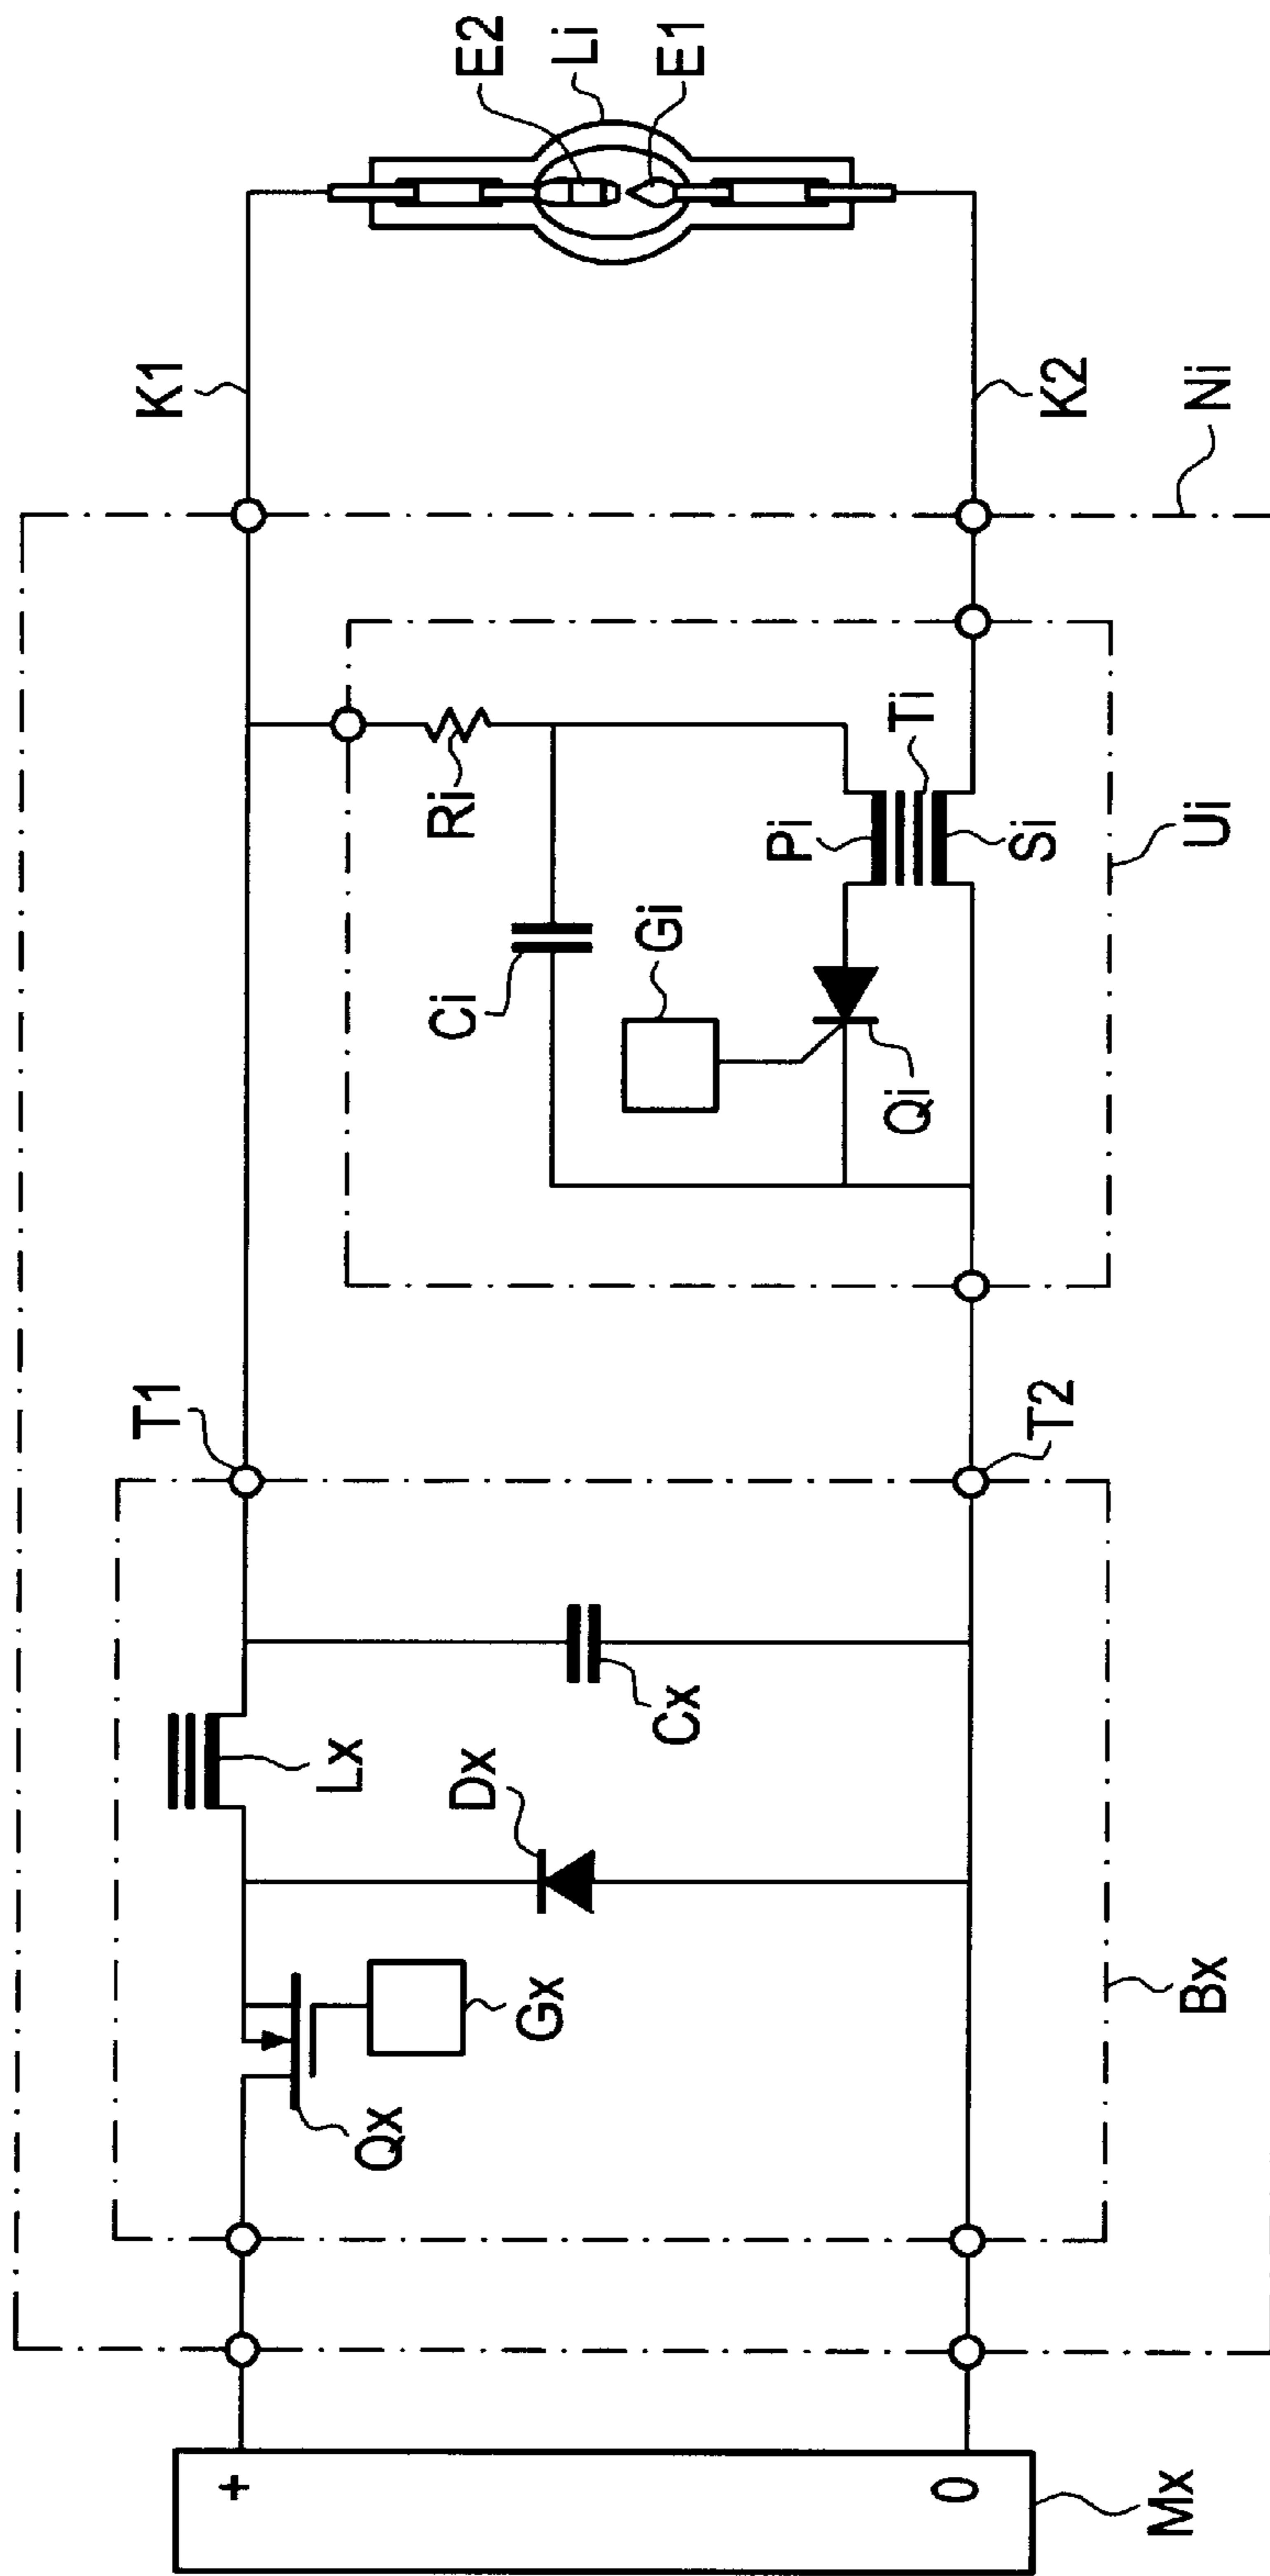 +
0
Mx
Qx
Gx
Dx
Lx
Cx
Bx
T1
T2
Ci
Gi
Qi
Ri
Pi
Si
Ti
Ui
K1
K2
Ni
E2
Li
E1